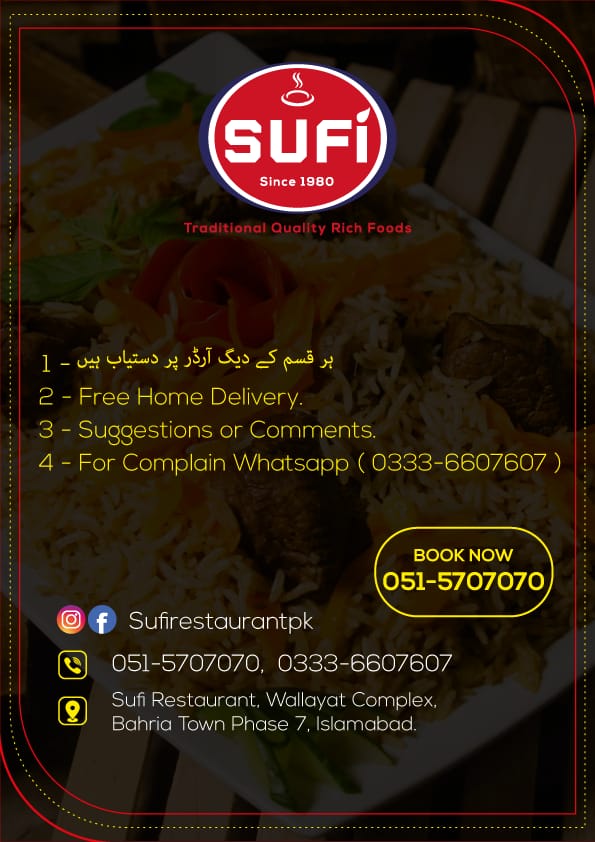 SUFi
Since 1980
Traditional Quality Rich Foods
1 - ہر قسم کے دیگ آرڈر پر دستیاب ہیں
2 - Free Home Delivery.
3 - Suggestions or Comments.
4 - For Complain Whatsapp ( 0333-6607607 )
BOOK NOW
051-5707070
Sufirestaurantpk
051-5707070, 0333-6607607
Sufi Restaurant, Wallayat Complex,
Bahria Town Phase 7, Islamabad.